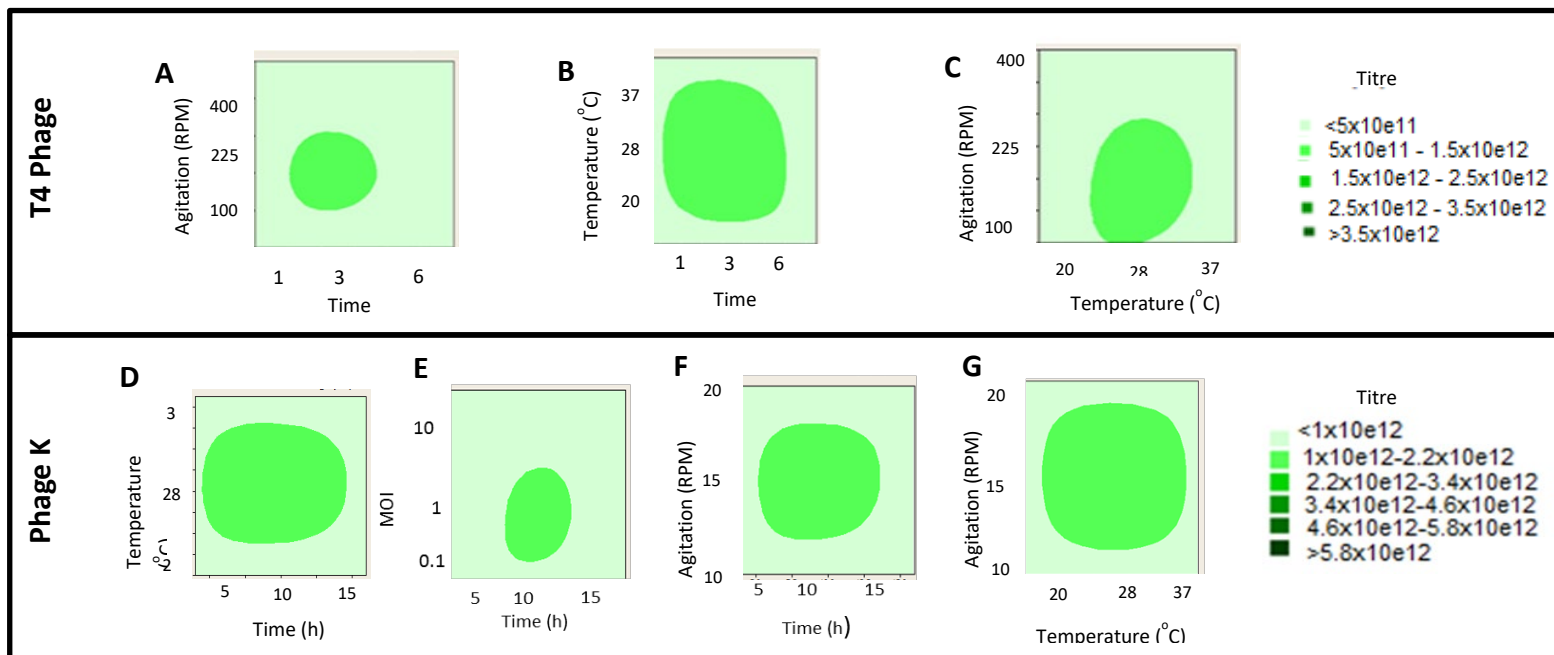 T4 Phage
A
Agitation (RPM)
400
225
100
1 3 6
Time
B
Temperature (°C)
37
28
20
1 3 6
Time
C
Agitation (RPM)
400
225
100
20 28 37
Temperature (°C)
Titre
<5x10e11
5x10e11 - 1.5x10e12
1.5x10e12 - 2.5x10e12
2.5x10e12 - 3.5x10e12
>3.5x10e12
Phage K
D
Temperature
3
28
5 10 15
Time (h)
E
MOI
10
1
0.1
5 10 15
Time (h)
F
Agitation (RPM)
20
15
10
5 10 15
Time (h)
G
Agitation (RPM)
20
15
10
20 28 37
Temperature (°C)
Titre
<1x10e12
1x10e12-2.2x10e12
2.2x10e12-3.4x10e12
3.4x10e12-4.6x10e12
4.6x10e12-5.8x10e12
>5.8x10e12